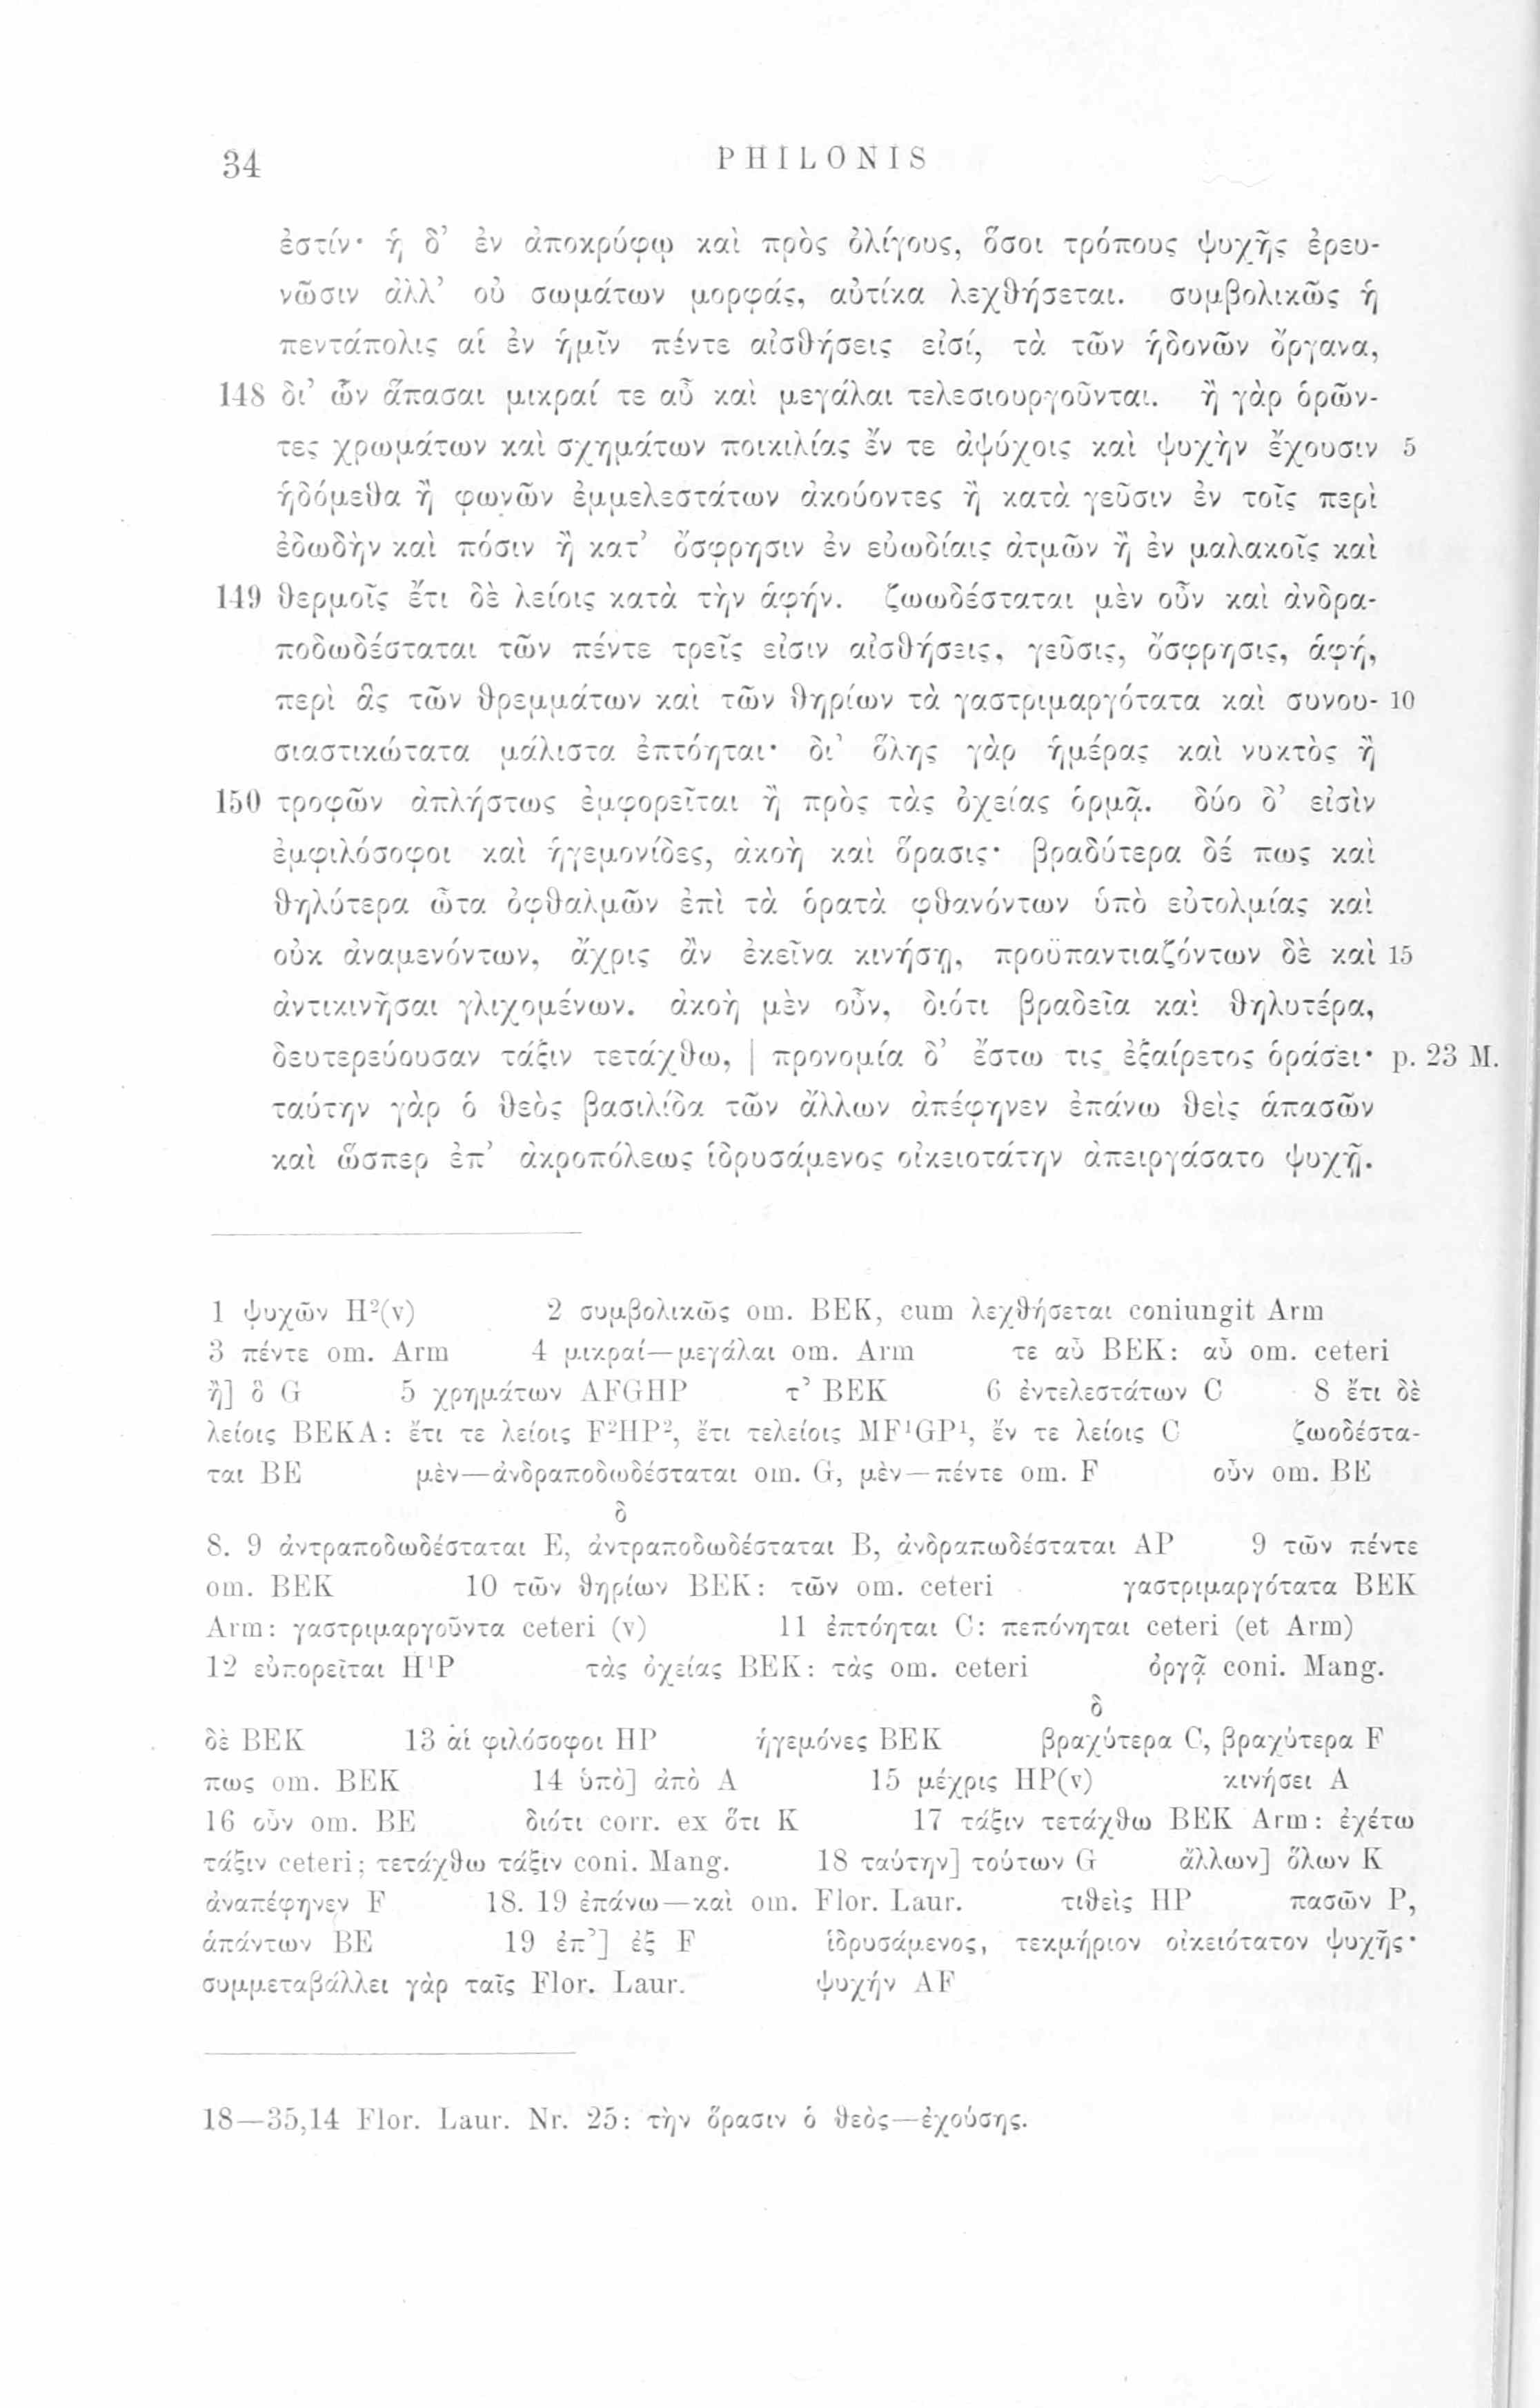 34 PHILONIS
ἐστίν· ἡ δ’ ἐν ἀποκρύφῳ καὶ πρὸς ὀλίγους, ὅσοι τρόπους ψυχῆς ἐρευ-
νῶσιν ἀλλ’ οὐ σωμάτων μορφάς, αὐτίκα λεχθήσεται. συμβολικῶς ἡ
πεντάπολις αἱ ἐν ἡμῖν πέντε αἰσθήσεις εἰσί, τὰ τῶν ἡδονῶν ὄργανα,
148 δι’ ὧν ἅπασαι μικραί τε αὖ καὶ μεγάλαι τελεσιουργοῦνται. ἢ γὰρ ὁρῶν-
τες χρωμάτων καὶ σχημάτων ποικιλίας ἔν τε ἀψύχοις καὶ ψυχὴν ἔχουσιν 5
ἡδόμεθα ἢ φωνῶν ἐμμελεστάτων ἀκούοντες ἢ κατὰ γεῦσιν ἐν τοῖς περὶ
ἐδωδὴν καὶ πόσιν ἢ κατ’ ὄσφρησιν ἐν εὐωδίαις ἀτμῶν ἢ ἐν μαλακοῖς καὶ
149 θερμοῖς ἔτι δὲ λείοις κατὰ τὴν ἁφήν. ζωωδέσταται μὲν οὖν καὶ ἀνδρα-
ποδωδέσταται τῶν πέντε τρεῖς εἰσιν αἰσθήσεις, γεῦσις, ὄσφρησις, ἁφή,
περὶ ἃς τῶν θρεμμάτων καὶ τῶν θηρίων τὰ γαστριμαργότατα καὶ συνου- 10
σιαστικώτατα μάλιστα ἐπτόηται· δι’ ὅλης γὰρ ἡμέρας καὶ νυκτὸς ἢ
150 τροφῶν ἀπλήστως ἐμφορεῖται ἢ πρὸς τὰς ὀχείας ὁρμᾷ. δύο δ’ εἰσὶν
ἐμφιλόσοφοι καὶ ἡγεμονίδες, ἀκοὴ καὶ ὅρασις· βραδύτερα δέ πως καὶ
θηλύτερα ὦτα ὀφθαλμῶν ἐπὶ τὰ ὁρατὰ φθανόντων ὑπὸ εὐτολμίας καὶ
οὐκ ἀναμενόντων, ἄχρις ἂν ἐκεῖνα κινήσῃ, προϋπαντιαζόντων δὲ καὶ 15
ἀντικινῆσαι γλιχομένων. ἀκοὴ μὲν οὖν, διότι βραδεῖα καὶ θηλυτέρα,
δευτερεύουσαν τάξιν τετάχθω, | προνομία δ’ ἔστω τις ἐξαίρετος ὁράσει· p. 23 M.
ταύτην γὰρ ὁ θεὸς βασιλίδα τῶν ἄλλων ἀπέφηνεν ἐπάνω θεὶς ἁπασῶν
καὶ ὥσπερ ἐπ’ ἀκροπόλεως ἱδρυσάμενος οἰκειοτάτην ἀπειργάσατο ψυχῇ.
1 ψυχῶν H²(v) 2 συμβολικῶς om. BEK, cum λεχθήσεται coniungit Arm
3 πέντε om. Arm 4 μικραί—μεγάλαι om. Arm τε αὖ BEK: αὖ om. ceteri
ἢ] ὃ G 5 χρημάτων AFGHP τ’ BEK 6 ἐντελεστάτων C 8 ἔτι δὲ
λείοις BEKA: ἔτι τε λείοις F²HP², ἔτι τελείοις MF¹GP¹, ἔν τε λείοις C ζωοδέστα-
ται BE μὲν—ἀνδραποδωδέσταται om. G, μὲν—πέντε om. F οὖν om. BE
δ
8. 9 ἀντραποδωδέσταται E, ἀντραποδωδέσταται B, ἀνδραπωδέσταται AP 9 τῶν πέντε
om. BEK 10 τῶν θηρίων BEK: τῶν om. ceteri γαστριμαργότατα BEK
Arm: γαστριμαργοῦντα ceteri (v) 11 ἐπτόηται C: πεπόνηται ceteri (et Arm)
12 εὐπορεῖται H¹P τὰς ὀχείας BEK: τὰς om. ceteri ὀργᾷ coni. Mang.
δ
δὲ BEK 13 αἱ φιλόσοφοι HP ἡγεμόνες BEK βραχύτερα C, βραχύτερα F
πως om. BEK 14 ὑπὸ] ἀπὸ A 15 μέχρις HP(v) κινήσει A
16 οὖν om. BE διότι corr. ex ὅτι K 17 τάξιν τετάχθω BEK Arm: ἐχέτω
τάξιν ceteri; τετάχθω τάξιν coni. Mang. 18 ταύτην] τούτων G ἄλλων] ὅλων K
ἀναπέφηνεν F 18. 19 ἐπάνω—καὶ om. Flor. Laur. τιθεὶς HP πασῶν P,
ἁπάντων BE 19 ἐπ’] ἐξ F ἱδρυσάμενος, τεκμήριον οἰκειότατον ψυχῆς·
συμμεταβάλλει γὰρ ταῖς Flor. Laur. ψυχήν AF
18—35,14 Flor. Laur. Nr. 25: τὴν ὅρασιν ὁ θεὸς—ἐχούσης.